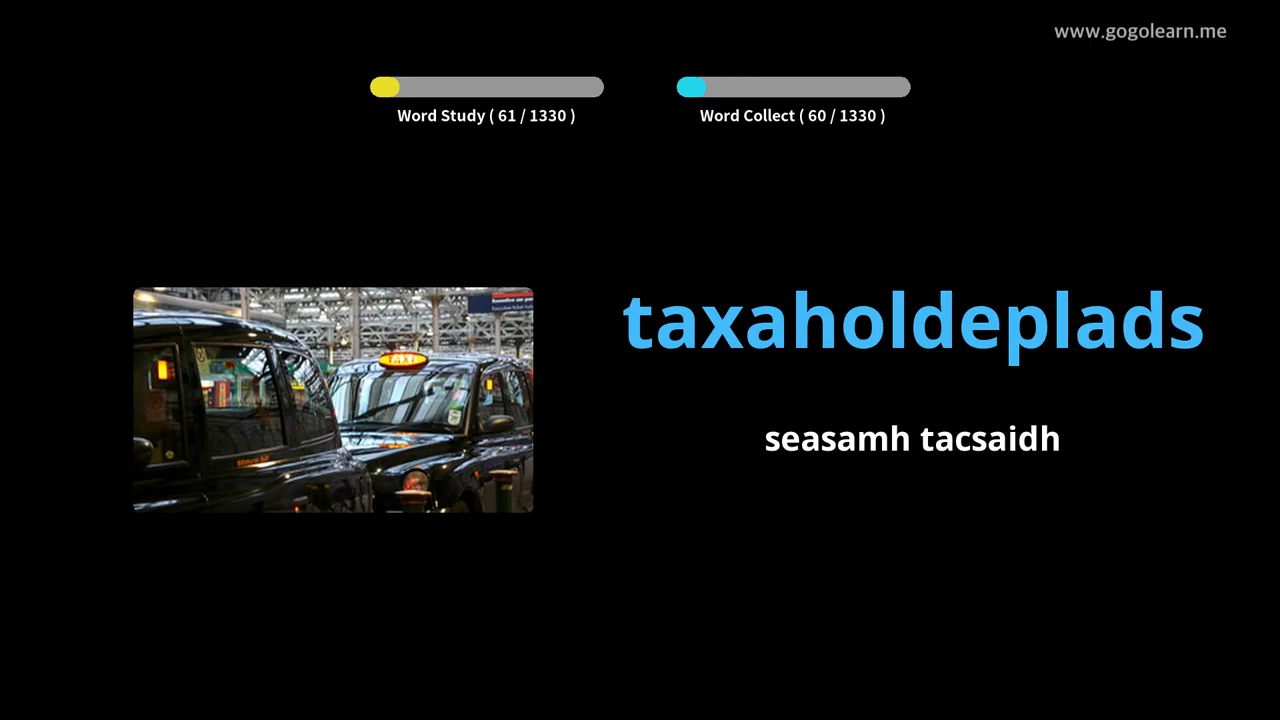 www.gogolearn.me
Word Study ( 61 / 1330 )
Word Collect ( 60 / 1330 )
TAXI
taxaholdeplads
seasamh tacsaidh